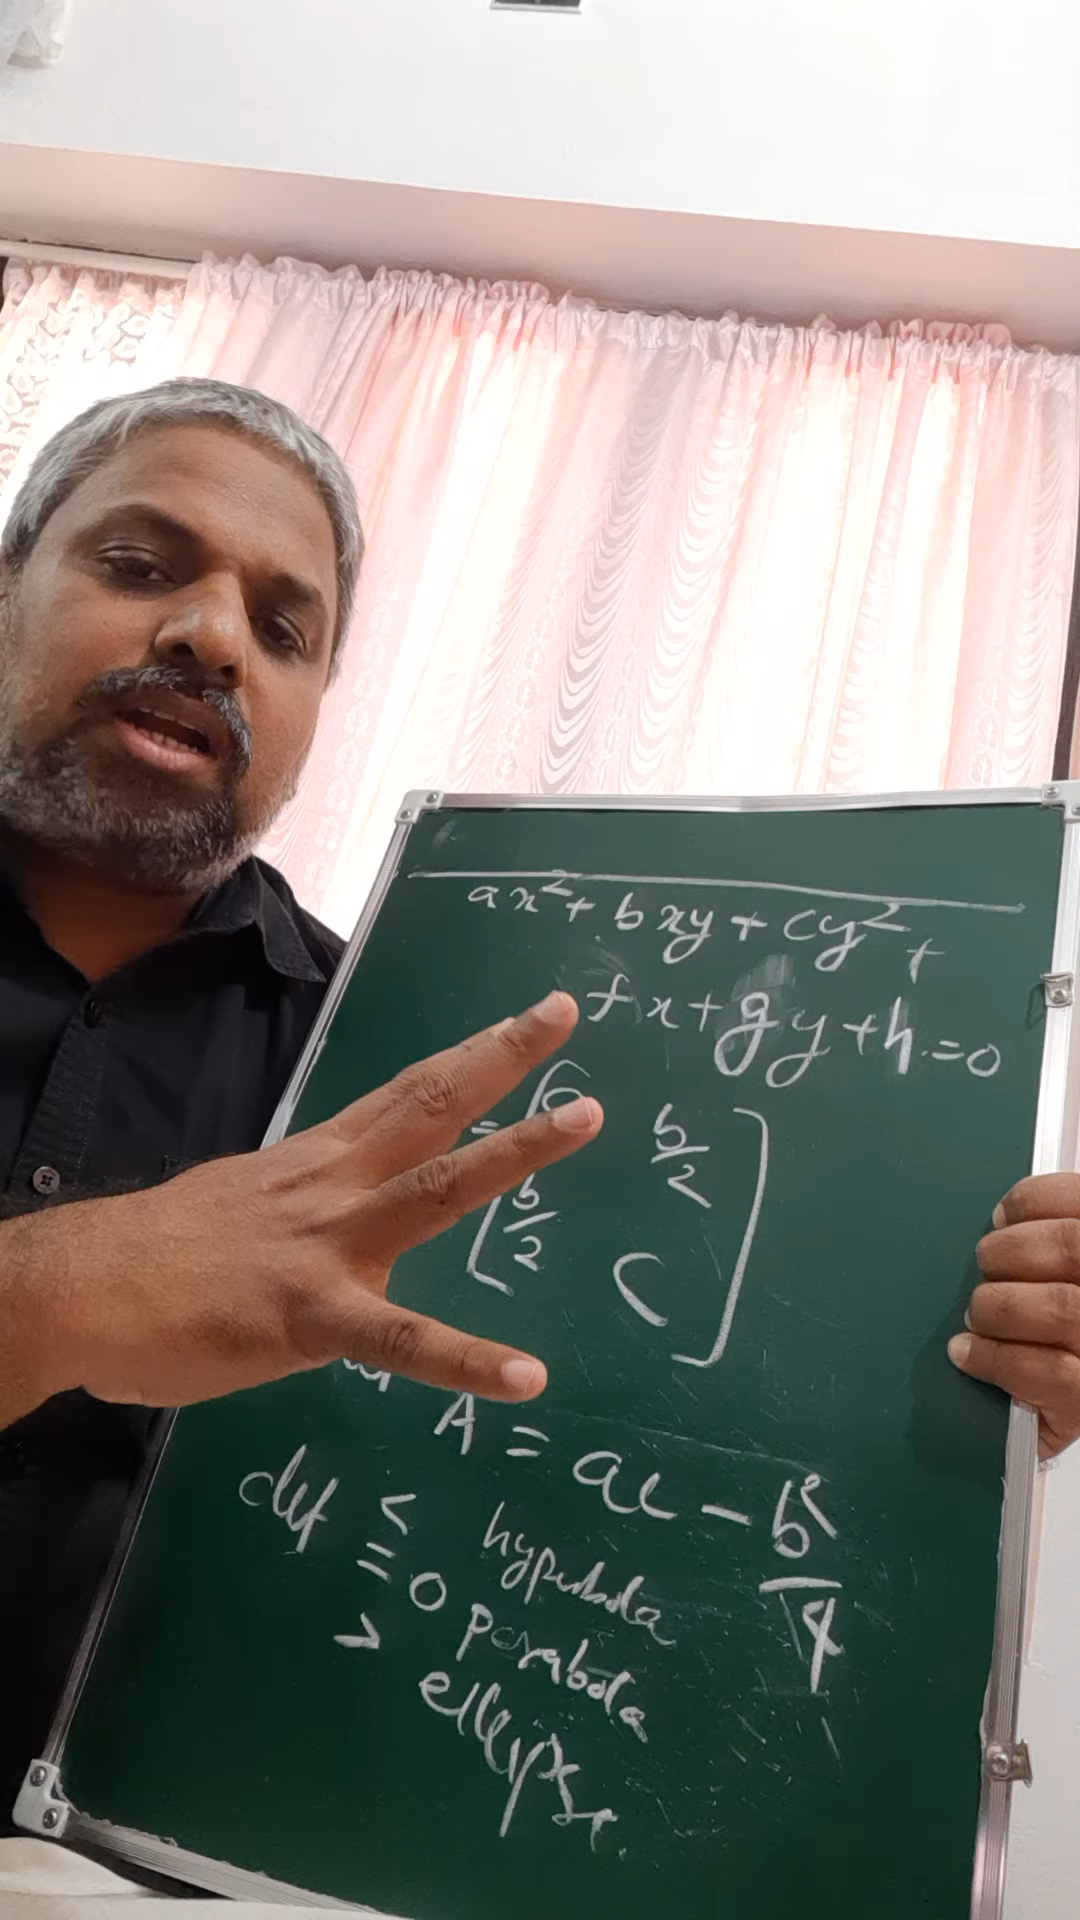 ax² + bxy + cy² +
fx + gy + h = 0
= [ b/2
b/2 C ]
A = ac - b²/4
det < hyperbola
= 0 parabola
> ellipse